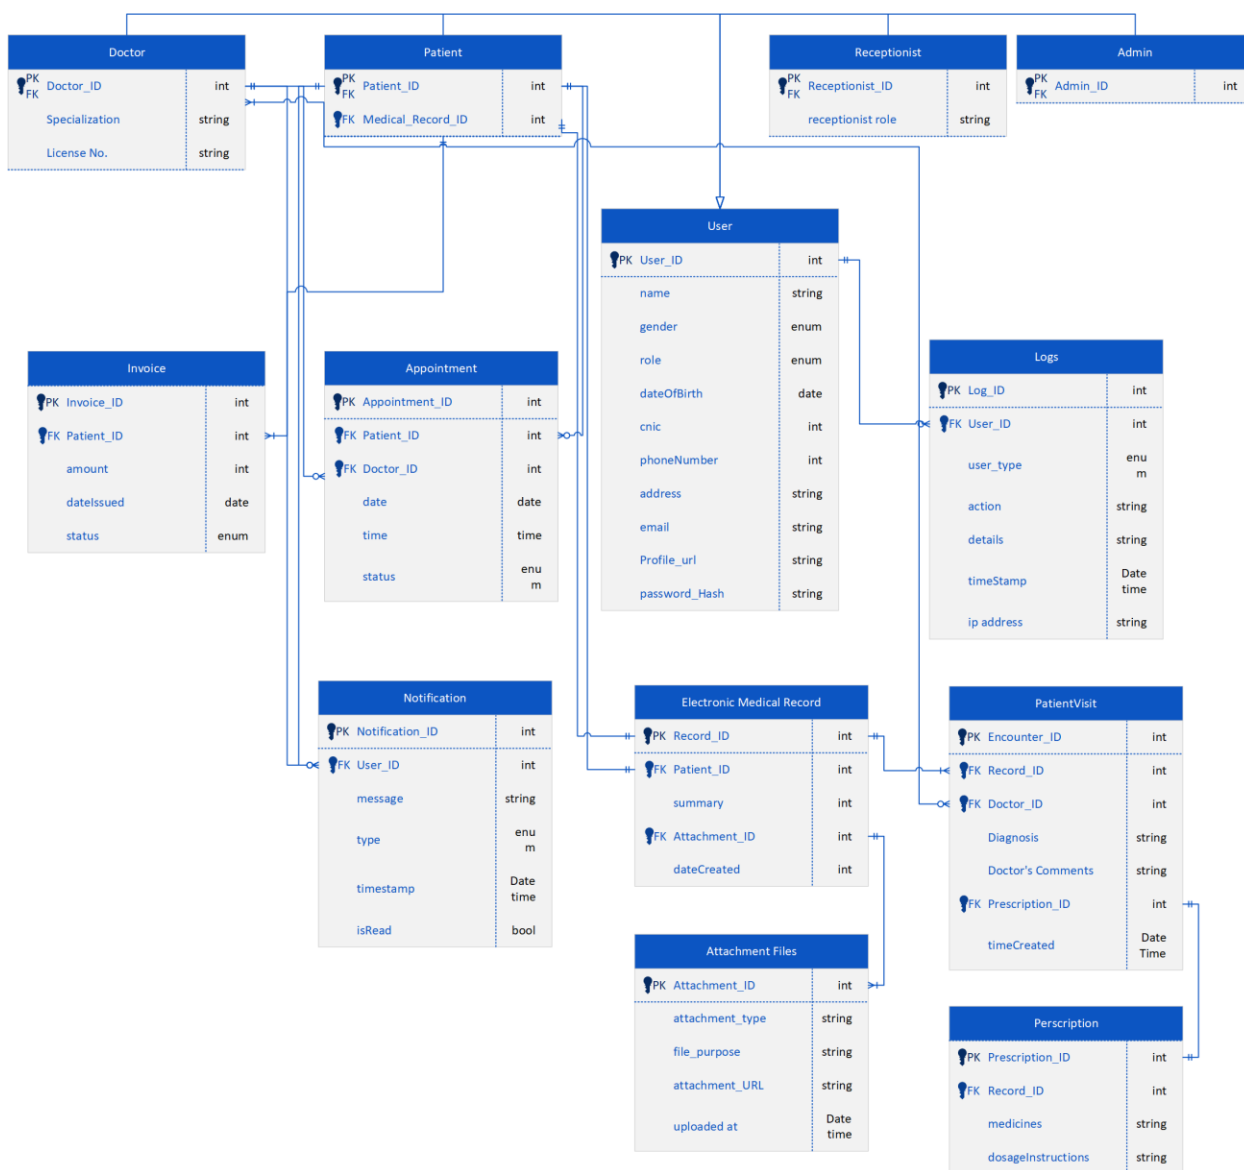 Doctor
PK
FK Doctor_ID int
Specialization string
License No. string
Patient
PK
FK Patient_ID int
FK Medical_Record_ID int
Receptionist
PK
FK Receptionist_ID int
receptionist role string
Admin
PK
FK Admin_ID int
User
PK User_ID int
name string
gender enum
role enum
dateOfBirth date
cnic int
phoneNumber int
address string
email string
Profile_url string
password_Hash string
Invoice
PK Invoice_ID int
FK Patient_ID int
amount int
dateIssued date
status enum
Appointment
PK Appointment_ID int
FK Patient_ID int
FK Doctor_ID int
date date
time time
status enu
m
Logs
PK Log_ID int
FK User_ID int
user_type enu
m
action string
details string
timeStamp Date
time
ip address string
Notification
PK Notification_ID int
FK User_ID int
message string
type enu
m
timestamp Date
time
isRead bool
Electronic Medical Record
PK Record_ID int
FK Patient_ID int
summary int
FK Attachment_ID int
dateCreated int
PatientVisit
PK Encounter_ID int
FK Record_ID int
FK Doctor_ID int
Diagnosis string
Doctor's Comments string
FK Prescription_ID int
timeCreated Date
Time
Attachment Files
PK Attachment_ID int
attachment_type string
file_purpose string
attachment_URL string
uploaded at Date
time
Perscription
PK Prescription_ID int
FK Record_ID int
medicines string
dosageInstructions string